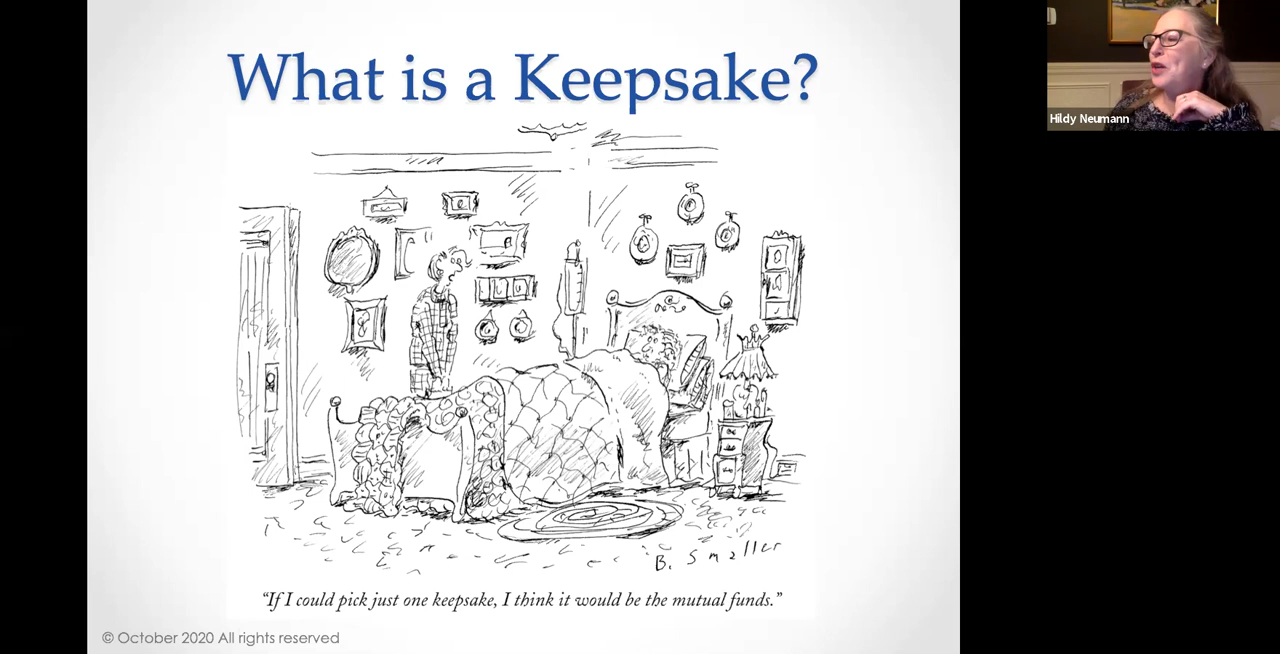 What is a Keepsake?
Hildy Neumann
B. Smaller
“If I could pick just one keepsake, I think it would be the mutual funds.”
© October 2020 All rights reserved